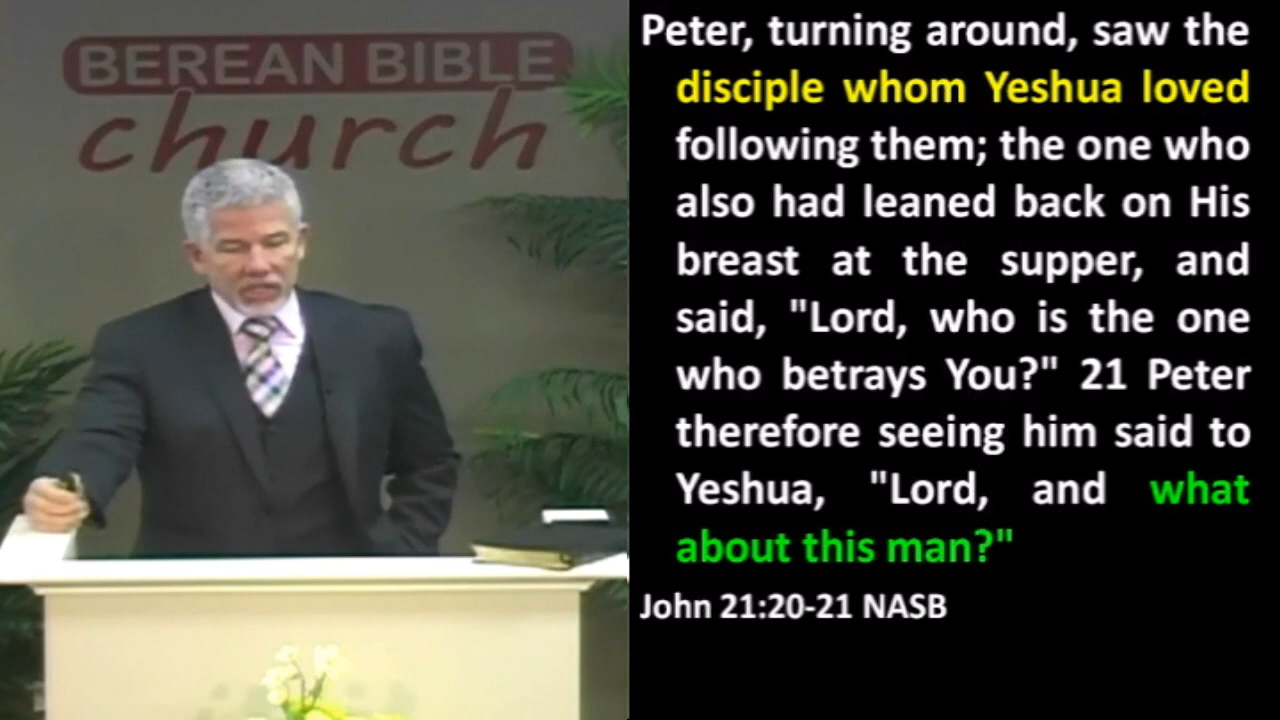 BEREAN BIBLE
church
Peter, turning around, saw the
disciple whom Yeshua loved
following them; the one who
also had leaned back on His
breast at the supper, and
said, "Lord, who is the one
who betrays You?" 21 Peter
therefore seeing him said to
Yeshua, "Lord, and what
about this man?"
John 21:20-21 NASB